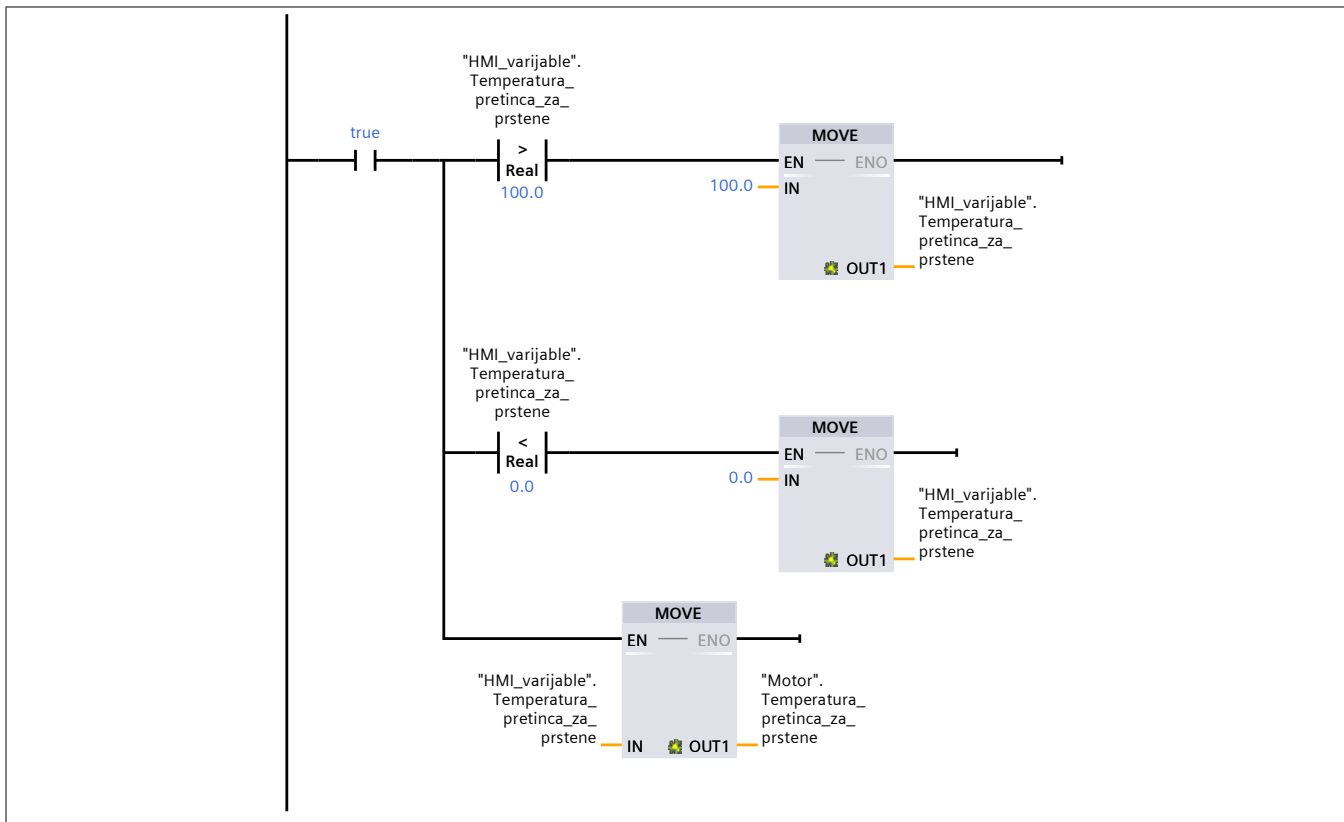 "HMI_varijable".
Temperatura_
pretinca_za_
prstene
true
>
Real
100.0
MOVE
EN
ENO
100.0
IN
OUT1
"HMI_varijable".
Temperatura_
pretinca_za_
prstene
"HMI_varijable".
Temperatura_
pretinca_za_
prstene
<
Real
0.0
MOVE
EN
ENO
0.0
IN
OUT1
"HMI_varijable".
Temperatura_
pretinca_za_
prstene
MOVE
EN
ENO
"HMI_varijable".
Temperatura_
pretinca_za_
prstene
IN
OUT1
"Motor".
Temperatura_
pretinca_za_
prstene